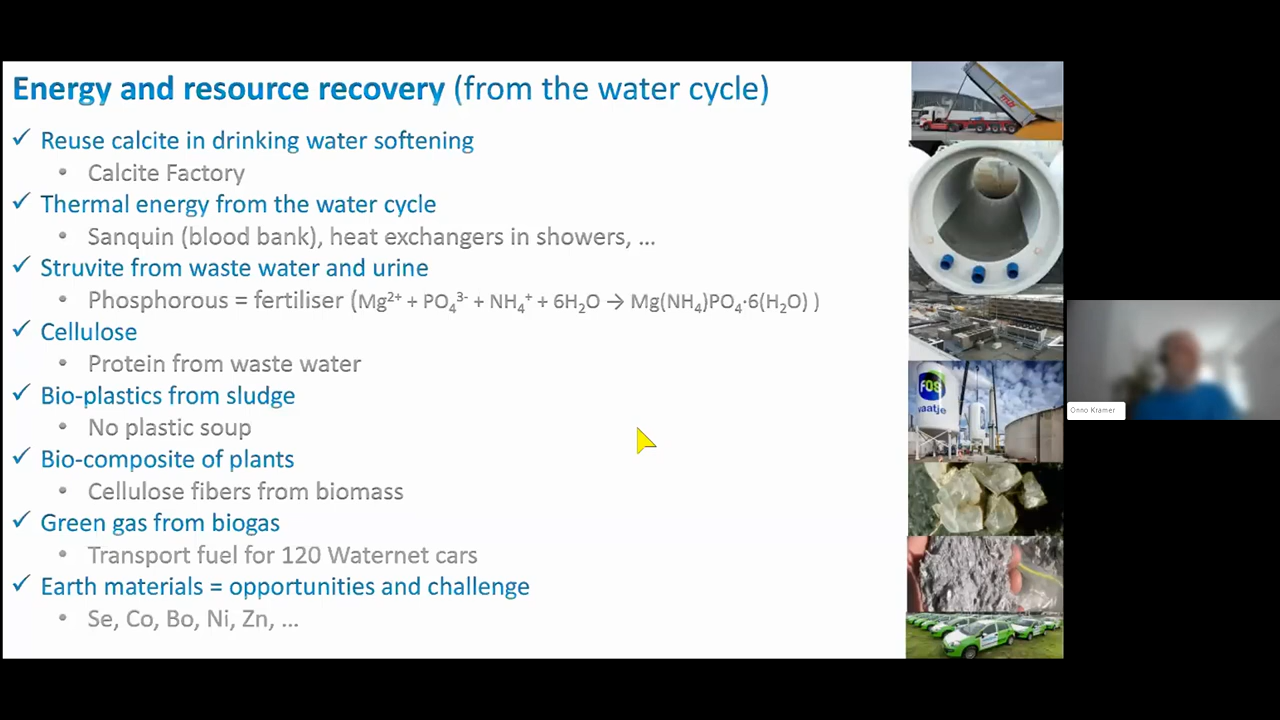 Energy and resource recovery (from the water cycle)
✓ Reuse calcite in drinking water softening
• Calcite Factory
✓ Thermal energy from the water cycle
• Sanquin (blood bank), heat exchangers in showers, ...
✓ Struvite from waste water and urine
• Phosphorous = fertiliser (Mg²⁺ + PO₄³⁻ + NH₄⁺ + 6H₂O → Mg(NH₄)PO₄·6(H₂O) )
✓ Cellulose
• Protein from waste water
✓ Bio-plastics from sludge
• No plastic soup
✓ Bio-composite of plants
• Cellulose fibers from biomass
✓ Green gas from biogas
• Transport fuel for 120 Waternet cars
✓ Earth materials = opportunities and challenge
• Se, Co, Bo, Ni, Zn, ...
FOS
vaatje
Onno Kramer